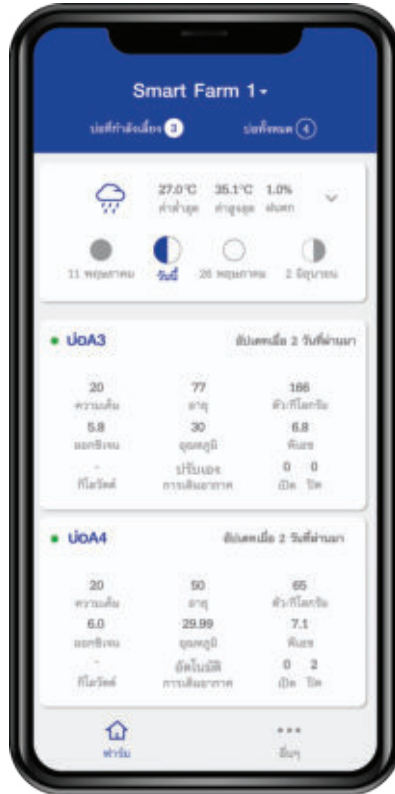 Smart Farm 1
บ่อที่กำลังเลี้ยง 3 บ่อทั้งหมด 4
27.0°C 35.1°C 1.0%
ค่าต่ำสุด ค่าสูงสุด ฝนตก
11 พฤษภาคม วันนี้ 26 พฤษภาคม 2 มิถุนายน
บ่อA3 อัปเดตเมื่อ 2 วันที่ผ่านมา
20 77 166
ความเค็ม อายุ ตัว/กิโลกรัม
5.8 30 6.8
ออกซิเจน อุณหภูมิ พีเอช
- ปรับเอง 0 0
กิโลวัตต์ การเติมอากาศ เปิด ปิด
บ่อA4 อัปเดตเมื่อ 2 วันที่ผ่านมา
20 50 65
ความเค็ม อายุ ตัว/กิโลกรัม
6.0 29.99 7.1
ออกซิเจน อุณหภูมิ พีเอช
- อัตโนมัติ 0 2
กิโลวัตต์ การเติมอากาศ เปิด ปิด
ฟาร์ม อื่นๆ